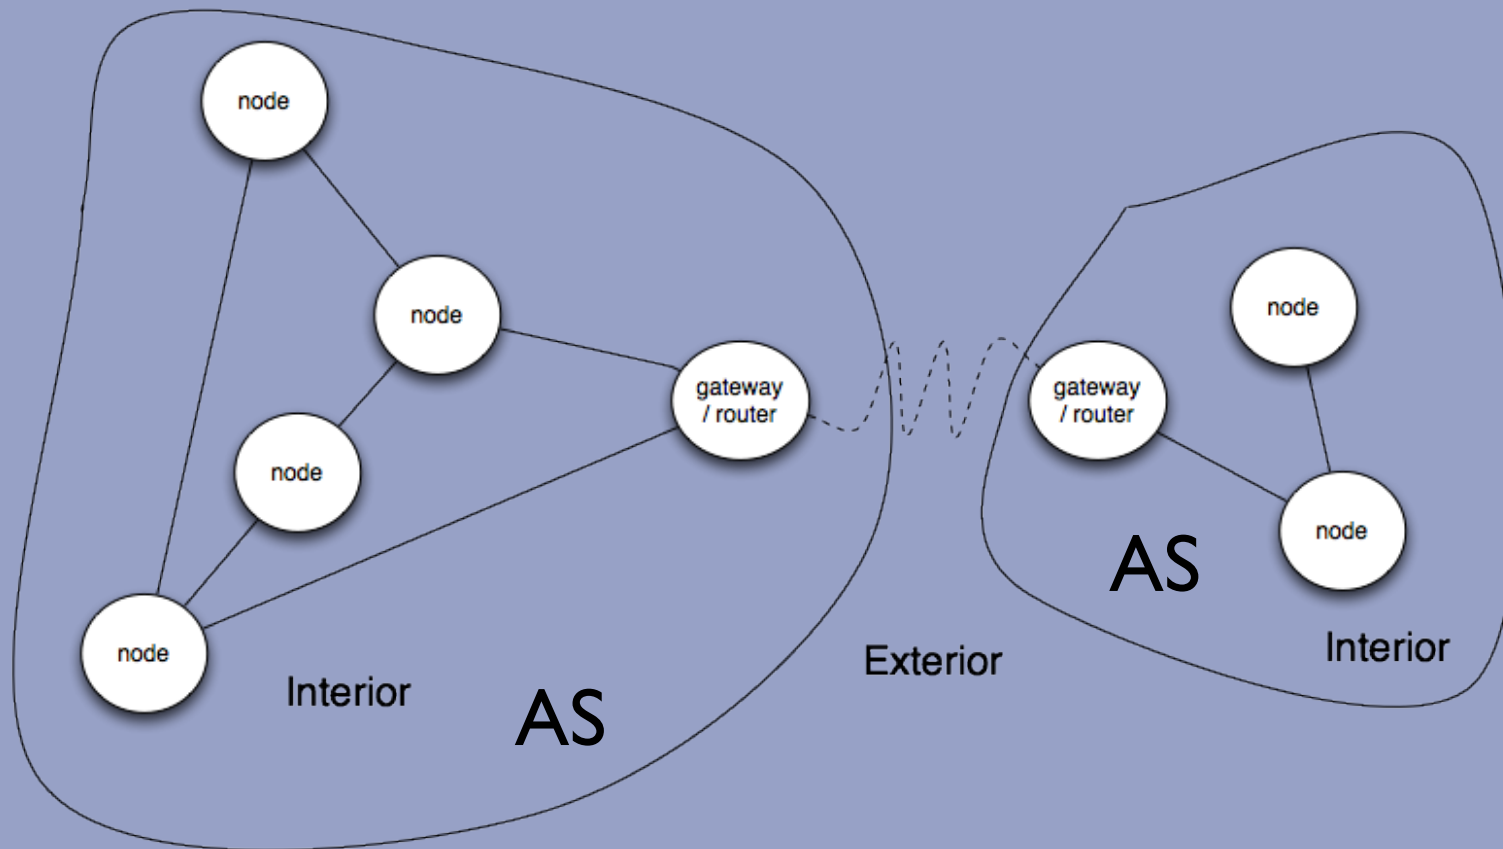 node
node
node
node
gateway
/ router
Interior
AS
Exterior
gateway
/ router
node
node
AS
Interior